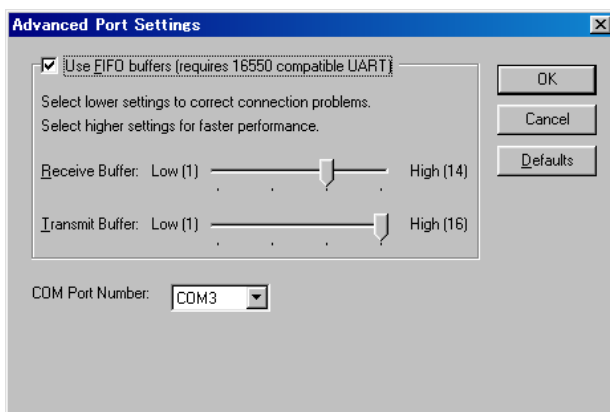 Advanced Port Settings
Use FIFO buffers (requires 16550 compatible UART)
Select lower settings to correct connection problems.
Select higher settings for faster performance.
Receive Buffer: Low (1) High (14)
Transmit Buffer: Low (1) High (16)
COM Port Number: COM3
OK
Cancel
Defaults